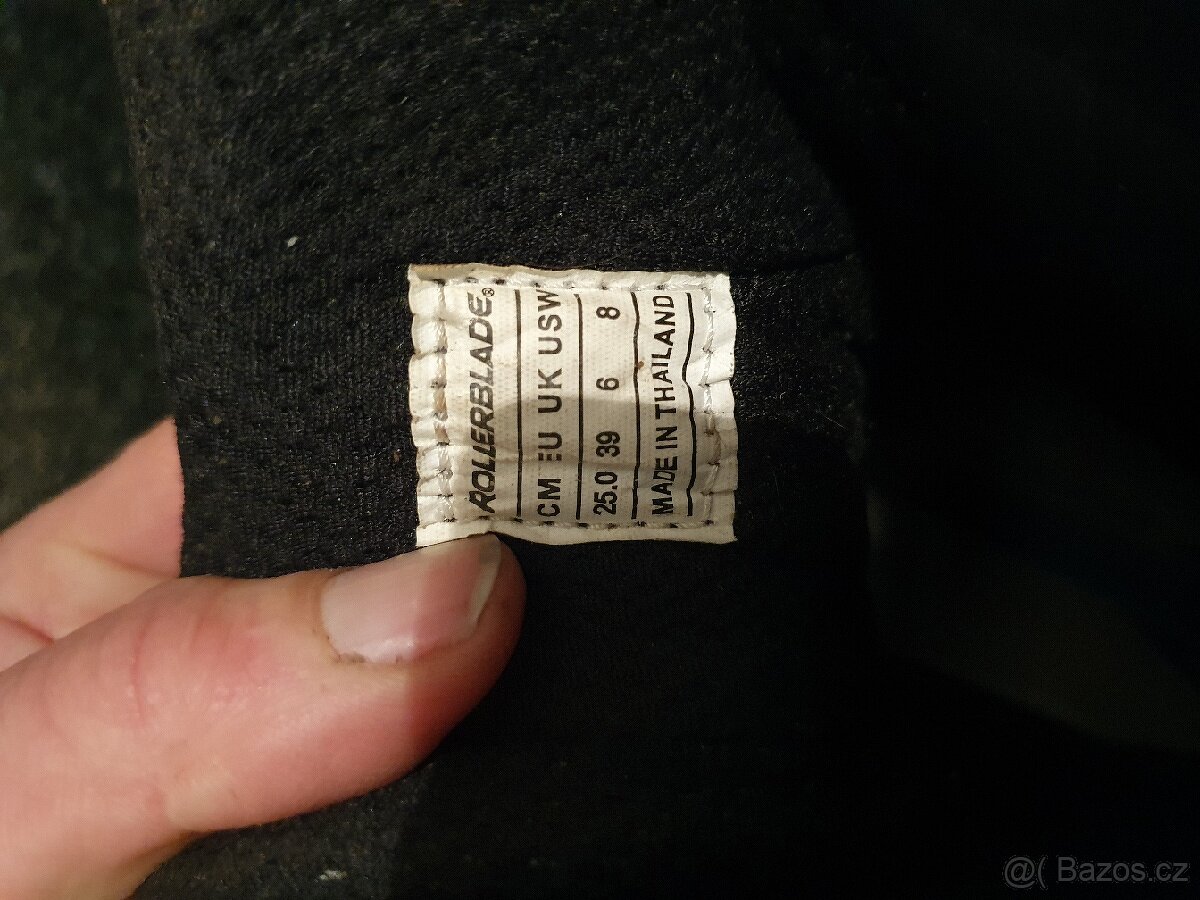 ROLLERBLADE®
CM EU UK USW
25.0 39 6 8
MADE IN THAILAND
@( Bazos.cz